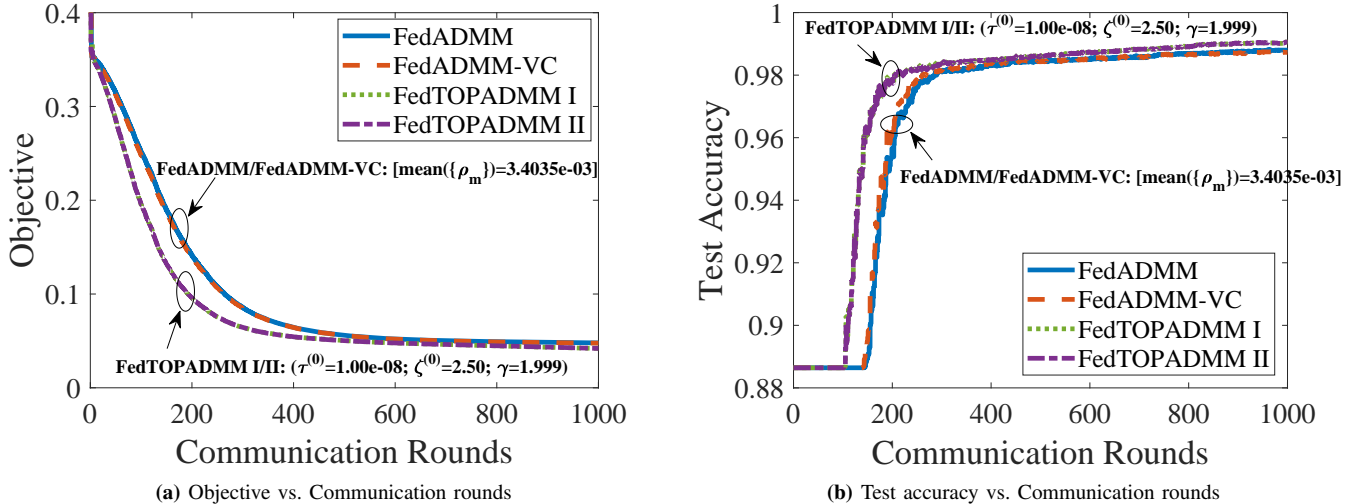 0.4
0.3
0.2
0.1
0
Objective
FedADMM
FedADMM-VC
FedTOPADMM I
FedTOPADMM II
FedADMM/FedADMM-VC: [mean({ρ_m})=3.4035e-03]
FedTOPADMM I/II: (τ^(0)=1.00e-08; ζ^(0)=2.50; γ=1.999)
0 200 400 600 800 1000
Communication Rounds
(a) Objective vs. Communication rounds
1
0.98
0.96
0.94
0.92
0.9
0.88
Test Accuracy
FedTOPADMM I/II: (τ^(0)=1.00e-08; ζ^(0)=2.50; γ=1.999)
FedADMM/FedADMM-VC: [mean({ρ_m})=3.4035e-03]
FedADMM
FedADMM-VC
FedTOPADMM I
FedTOPADMM II
0 200 400 600 800 1000
Communication Rounds
(b) Test accuracy vs. Communication rounds